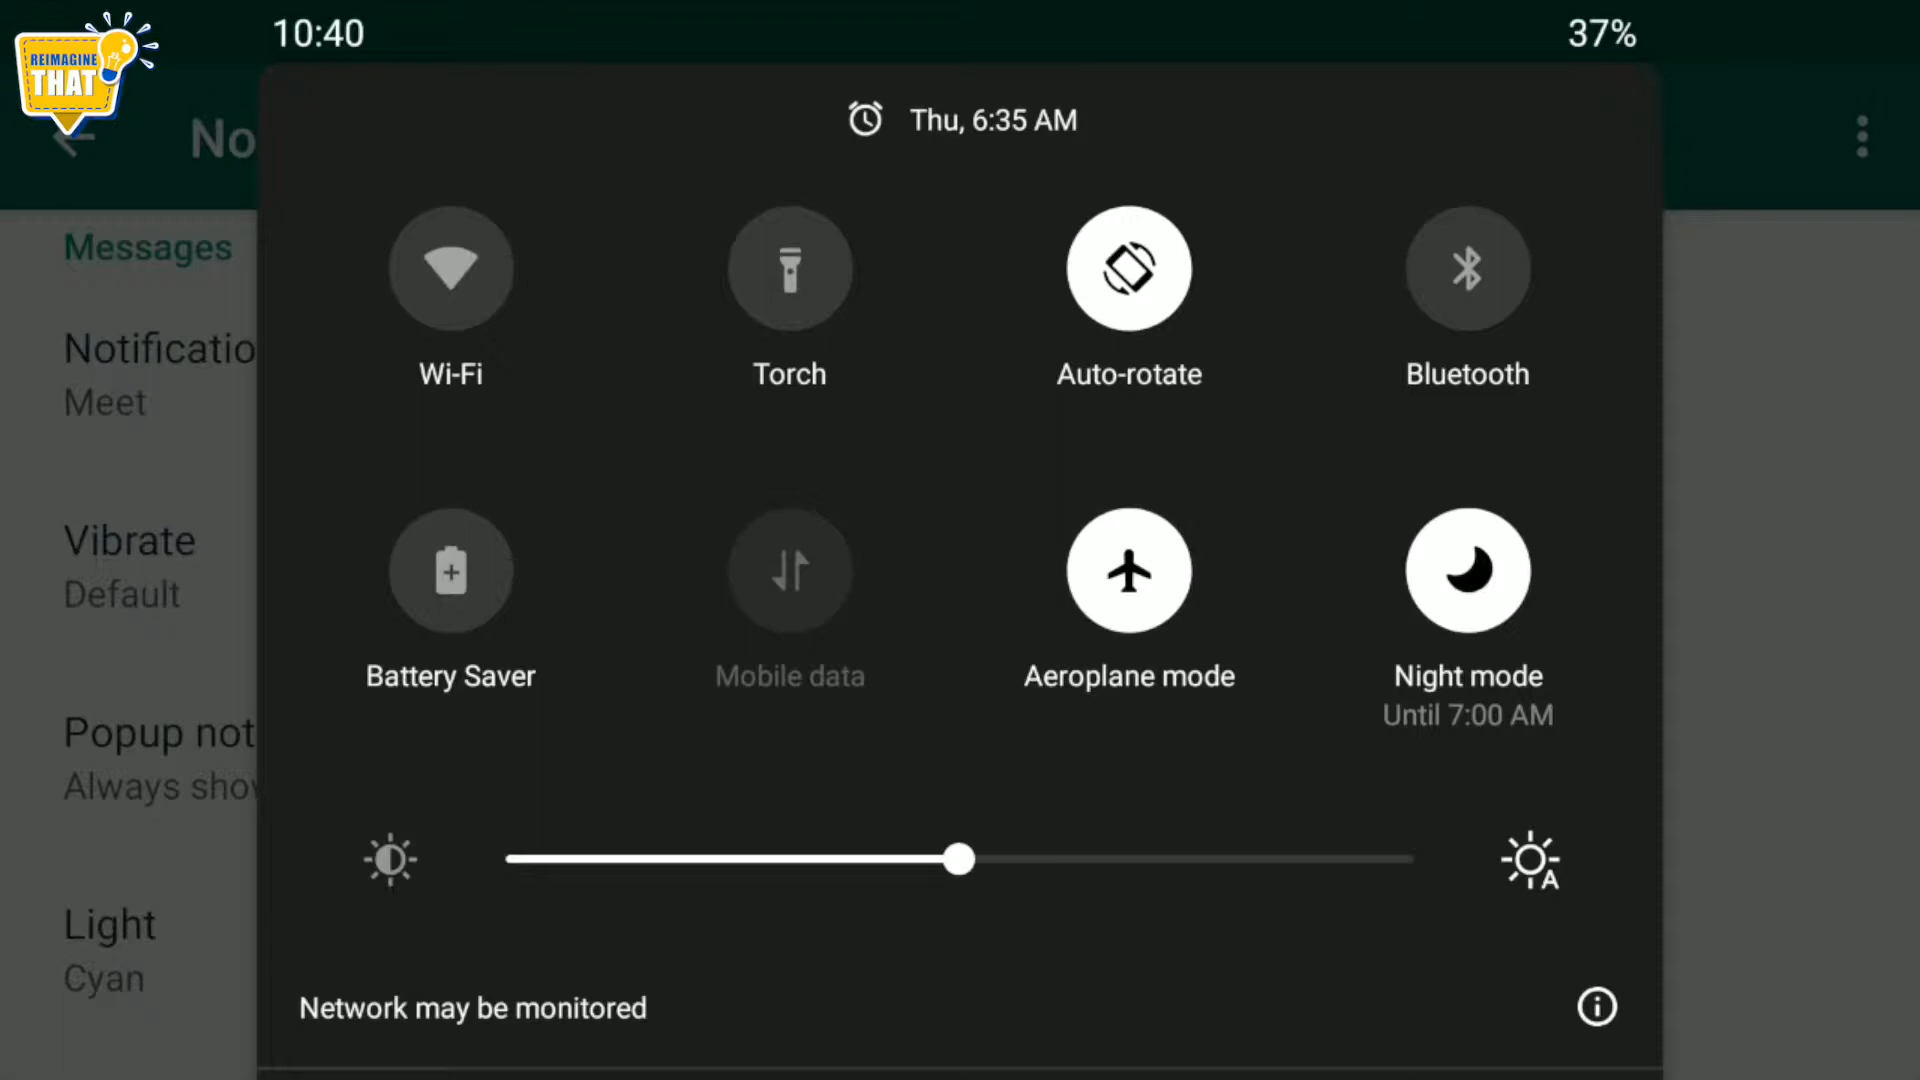 REIMAGINE
THAT
10:40
37%
Thu, 6:35 AM
No
Messages
Wi-Fi
Torch
Auto-rotate
Bluetooth
Notificatio
Meet
Vibrate
Default
Battery Saver
Mobile data
Aeroplane mode
Night mode
Until 7:00 AM
Popup not
Always show
A
Light
Cyan
Network may be monitored